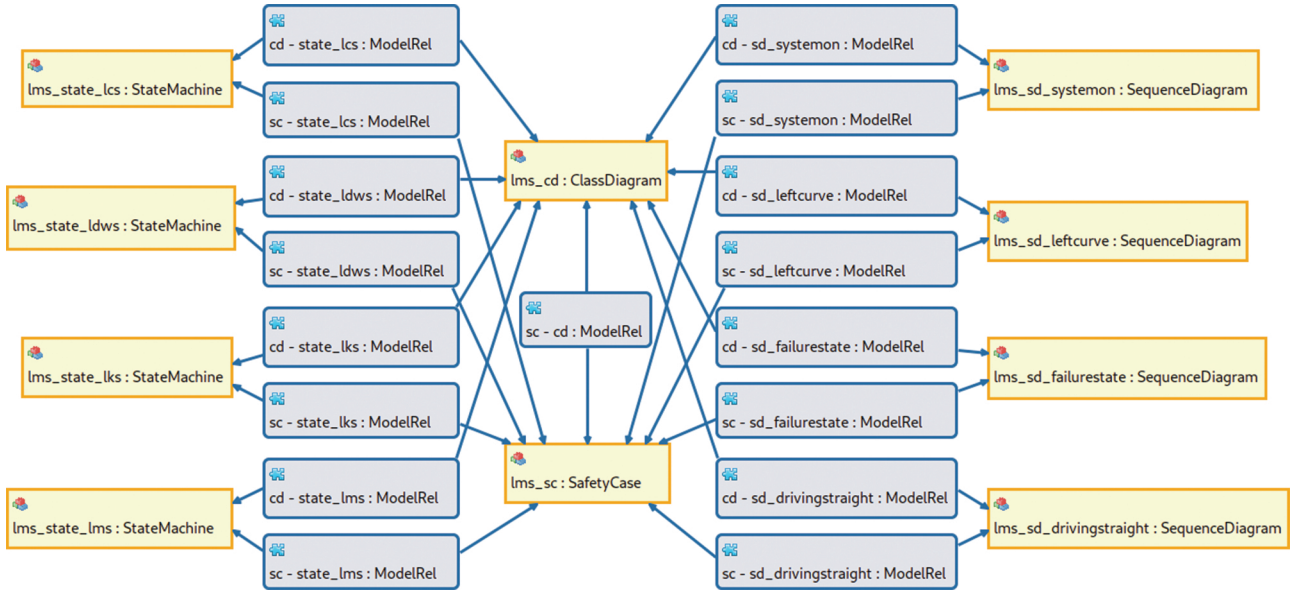 cd - state_lcs : ModelRel
cd - sd_systemon : ModelRel
lms_state_lcs : StateMachine
lms_sd_systemon : SequenceDiagram
sc - state_lcs : ModelRel
sc - sd_systemon : ModelRel
lms_cd : ClassDiagram
cd - state_ldws : ModelRel
cd - sd_leftcurve : ModelRel
lms_state_ldws : StateMachine
lms_sd_leftcurve : SequenceDiagram
sc - state_ldws : ModelRel
sc - sd_leftcurve : ModelRel
sc - cd : ModelRel
cd - state_lks : ModelRel
cd - sd_failurestate : ModelRel
lms_state_lks : StateMachine
lms_sd_failurestate : SequenceDiagram
sc - state_lks : ModelRel
sc - sd_failurestate : ModelRel
lms_sc : SafetyCase
cd - state_lms : ModelRel
cd - sd_drivingstraight : ModelRel
lms_state_lms : StateMachine
lms_sd_drivingstraight : SequenceDiagram
sc - state_lms : ModelRel
sc - sd_drivingstraight : ModelRel